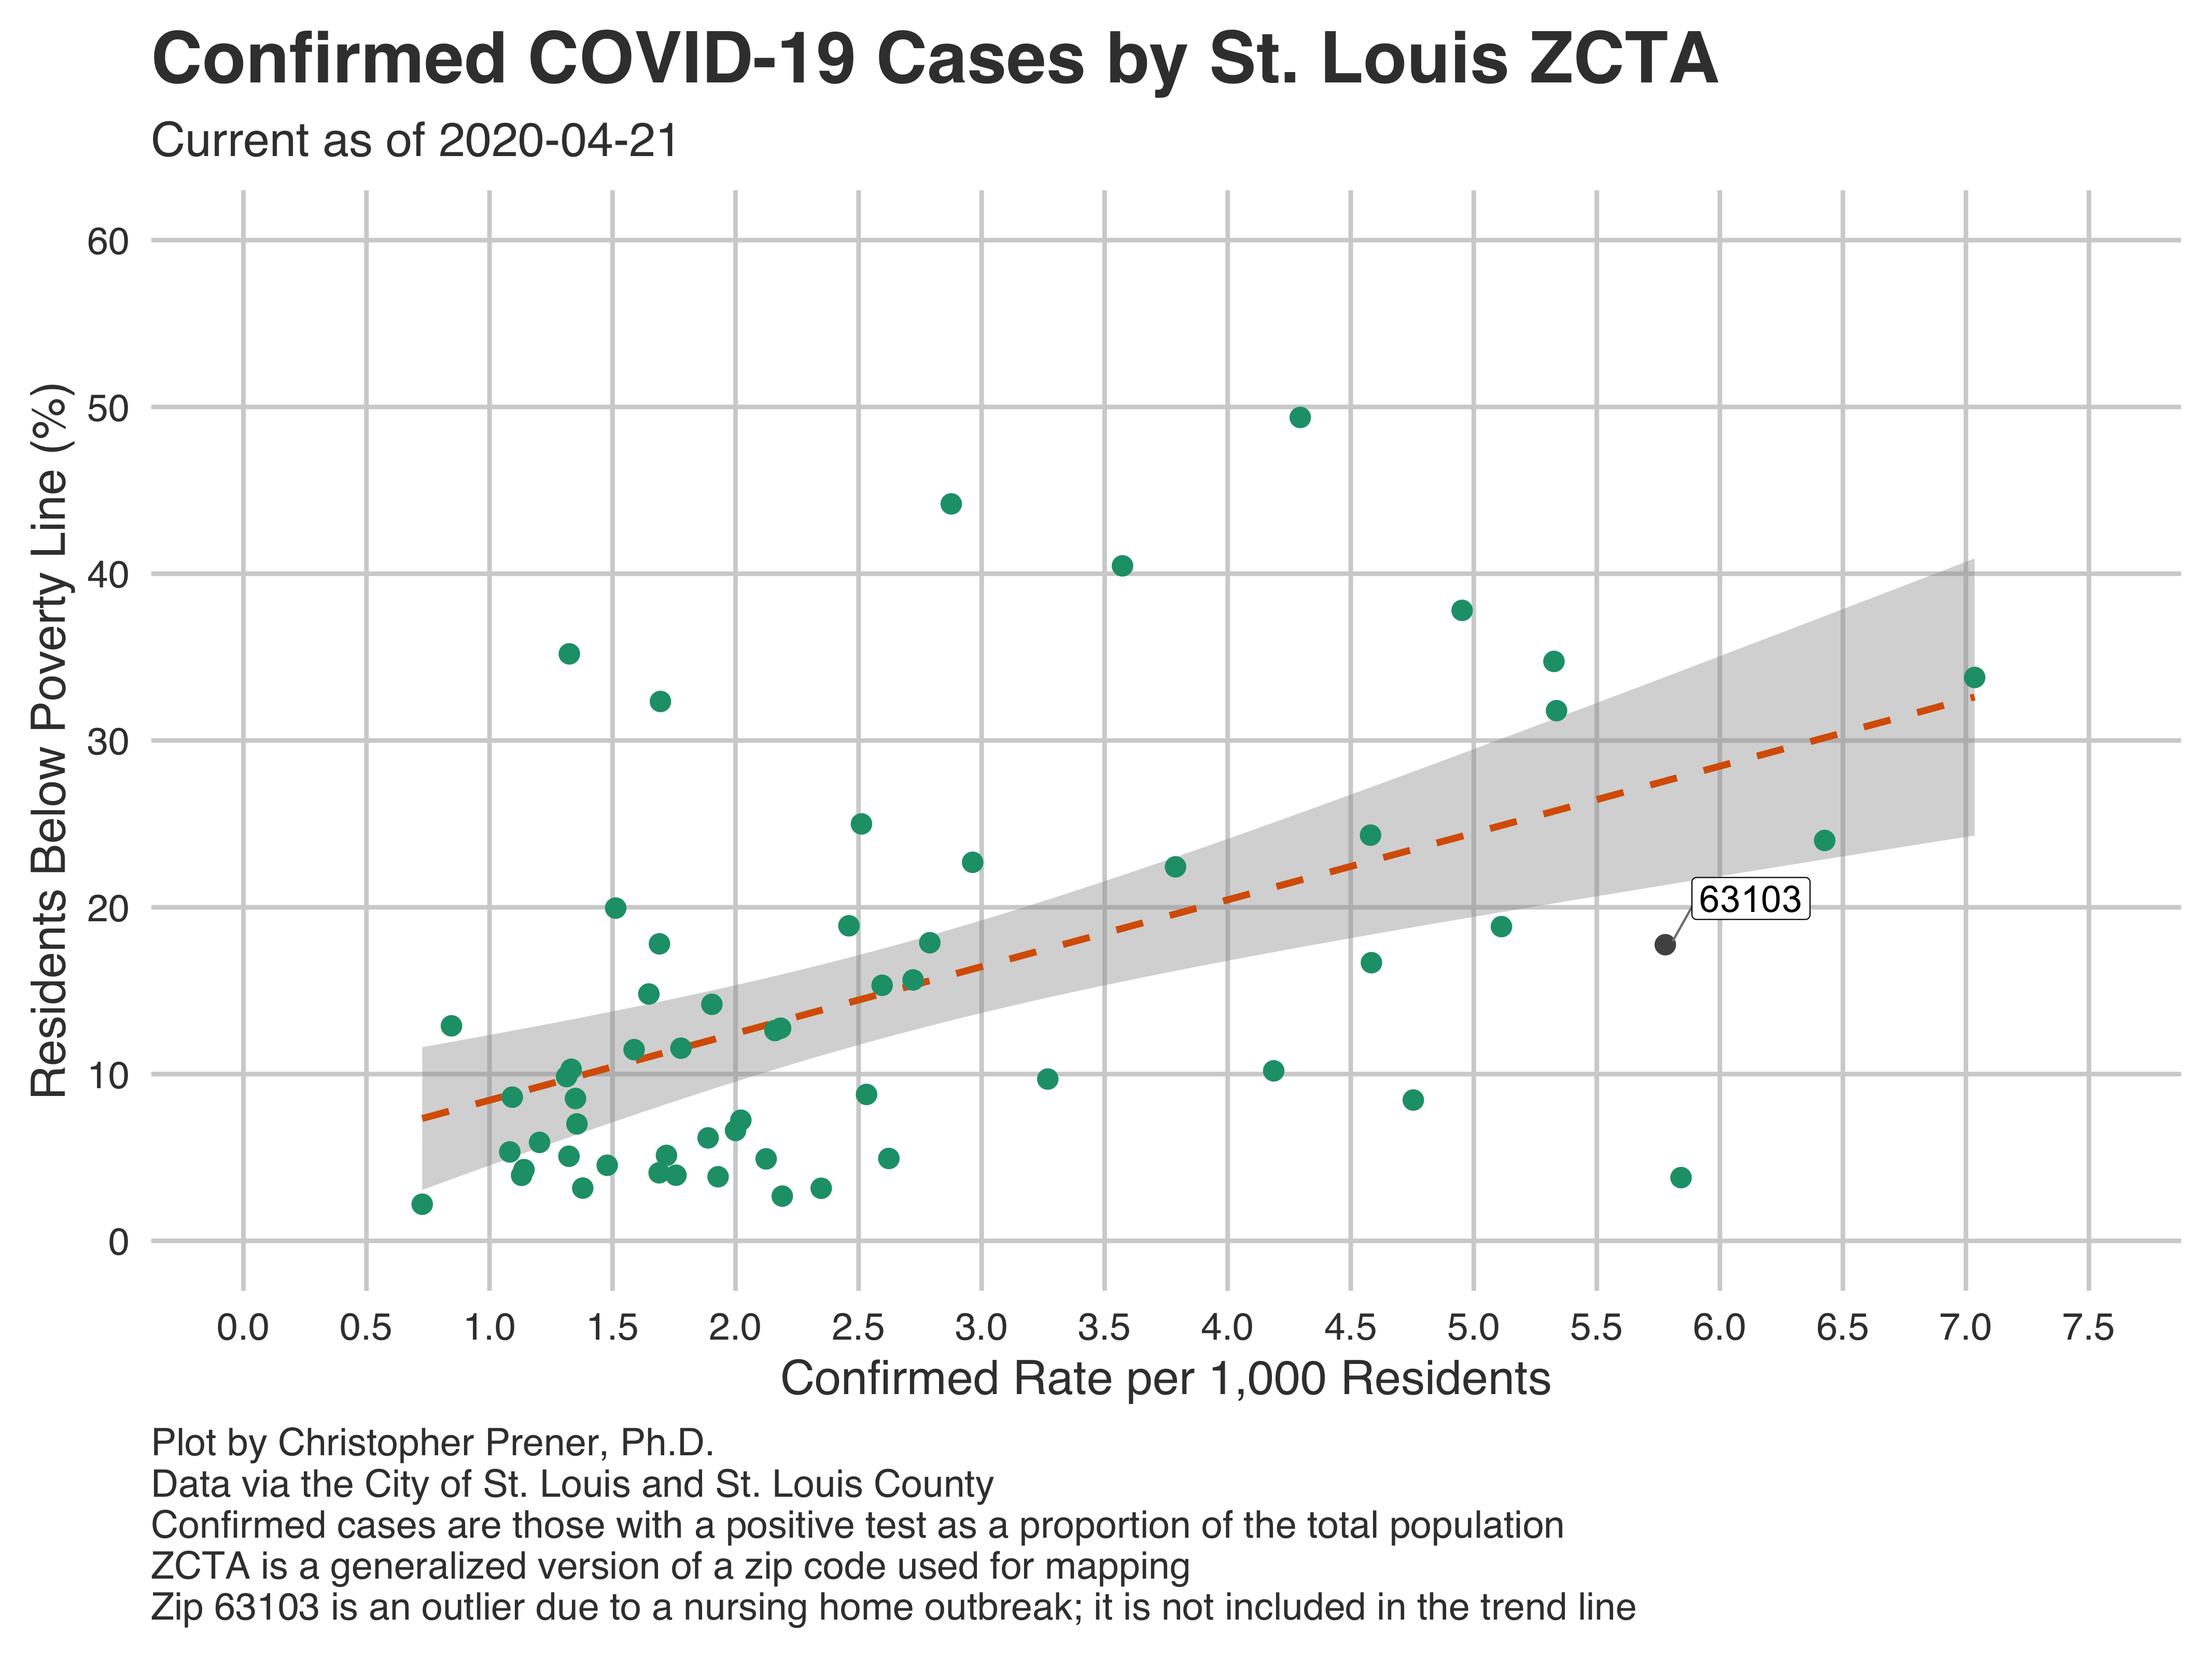 Confirmed COVID-19 Cases by St. Louis ZCTA
Current as of 2020-04-21
Residents Below Poverty Line (%)
60
50
40
30
20
10
0
63103
0.0 0.5 1.0 1.5 2.0 2.5 3.0 3.5 4.0 4.5 5.0 5.5 6.0 6.5 7.0 7.5
Confirmed Rate per 1,000 Residents
Plot by Christopher Prener, Ph.D.
Data via the City of St. Louis and St. Louis County
Confirmed cases are those with a positive test as a proportion of the total population
ZCTA is a generalized version of a zip code used for mapping
Zip 63103 is an outlier due to a nursing home outbreak; it is not included in the trend line